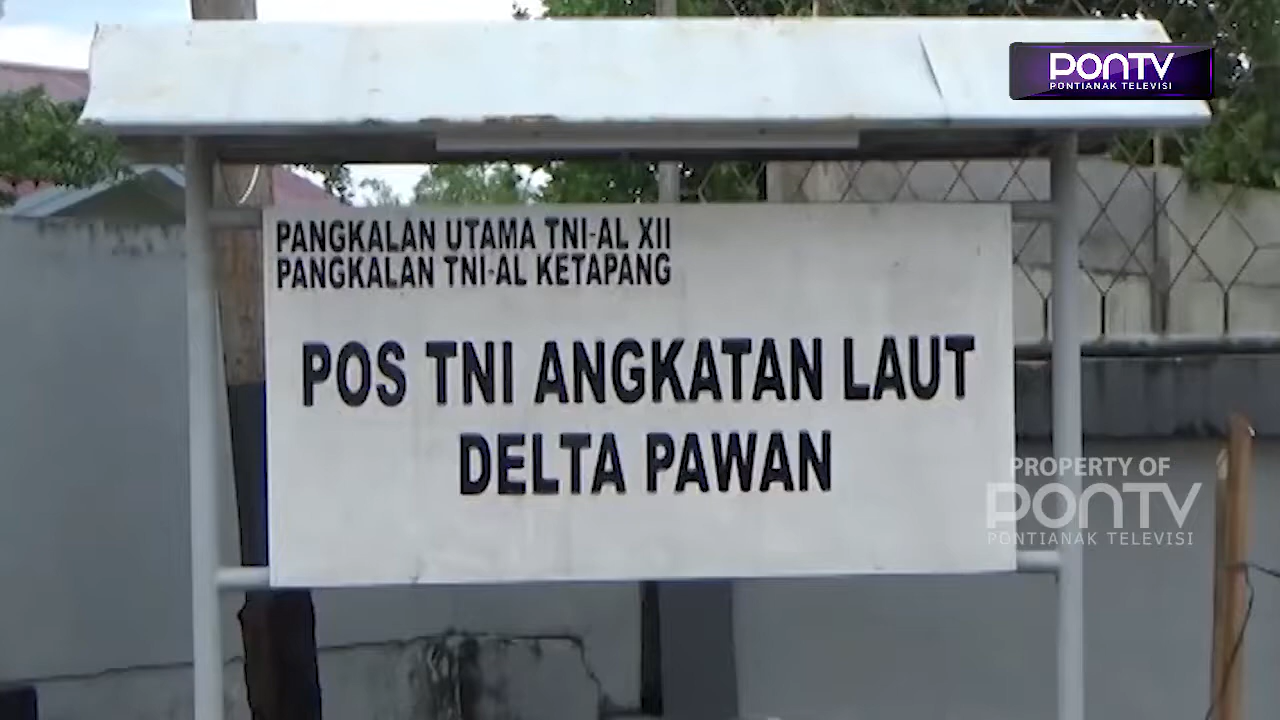 PONTV
PONTIANAK TELEVISI
PANGKALAN UTAMA TNI-AL XII
PANGKALAN TNI-AL KETAPANG
POS TNI ANGKATAN LAUT
DELTA PAWAN
PROPERTY OF
PONTV
PONTIANAK TELEVISI